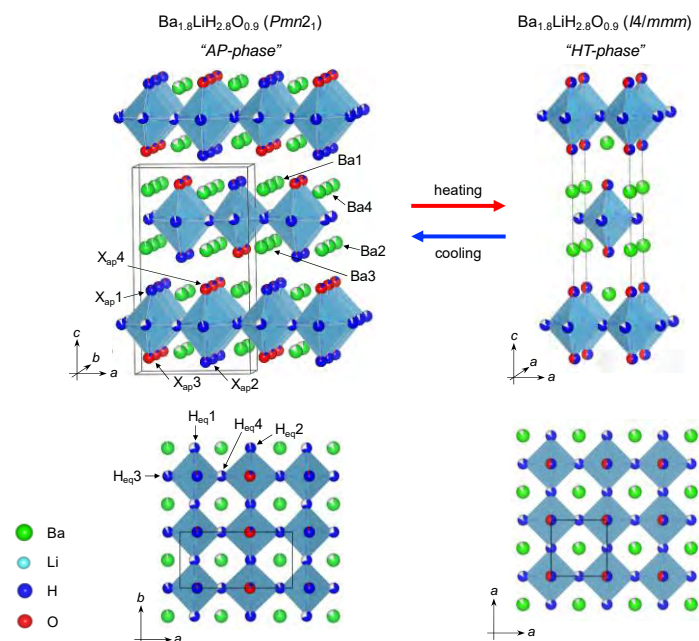 Ba1.8LiH2.8O0.9 (Pmn21)
"AP-phase"
Ba1.8LiH2.8O0.9 (I4/mmm)
"HT-phase"
Ba1
Ba4
heating
cooling
Ba2
Ba3
Xap4
Xap1
c
b
a
Xap3
Xap2
c
a
a
Heq1
Heq4
Heq2
Heq3
Ba
Li
H
O
b
a
a
a